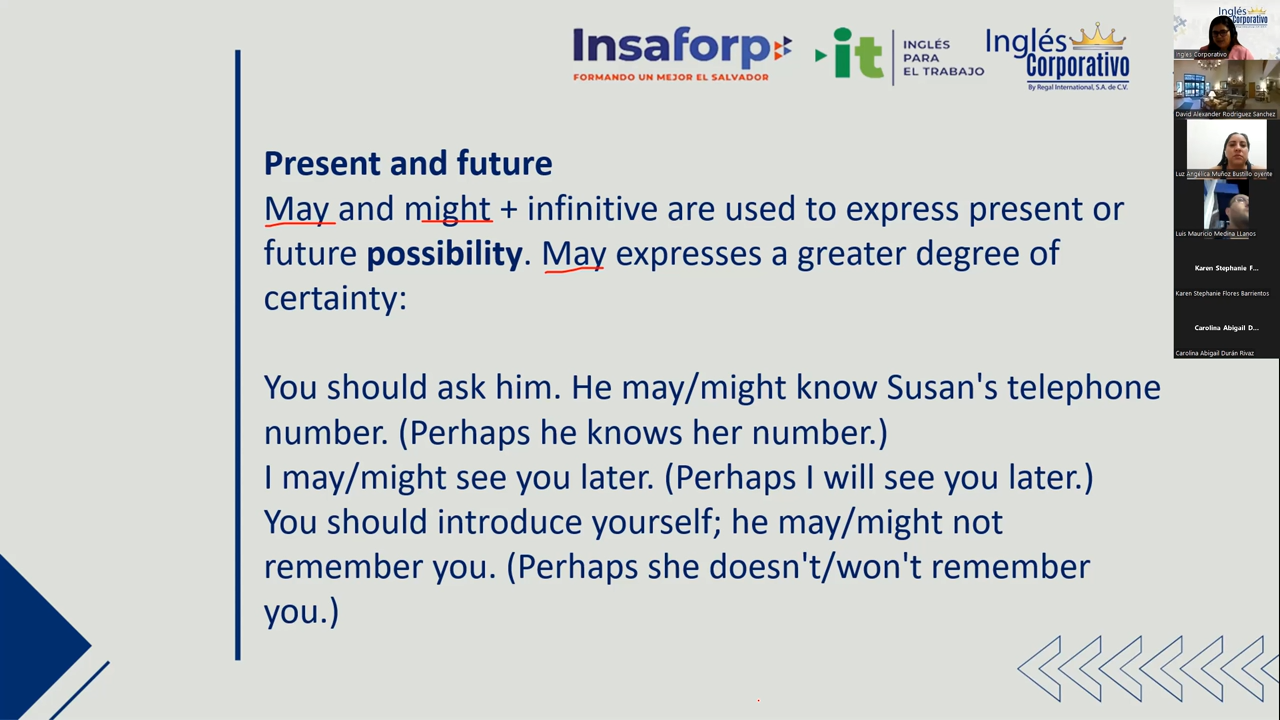 Insaforp
FORMANDO UN MEJOR EL SALVADOR
it
INGLÉS
PARA
EL TRABAJO
Inglés
Corporativo
By Regal International, S.A. de C.V.
Present and future
May and might + infinitive are used to express present or
future possibility. May expresses a greater degree of
certainty:
You should ask him. He may/might know Susan's telephone
number. (Perhaps he knows her number.)
I may/might see you later. (Perhaps I will see you later.)
You should introduce yourself; he may/might not
remember you. (Perhaps she doesn't/won't remember
you.)
Inglés
Corporativo
Inglés Corporativo
David Alexander Rodriguez Sanchez
Luz Angélica Muñoz Bustillo oyente
Luis Mauricio Medina LLanos
Karen Stephanie F...
Karen Stephanie Flores Barrientos
Carolina Abigail D...
Carolina Abigail Durán Rivaz